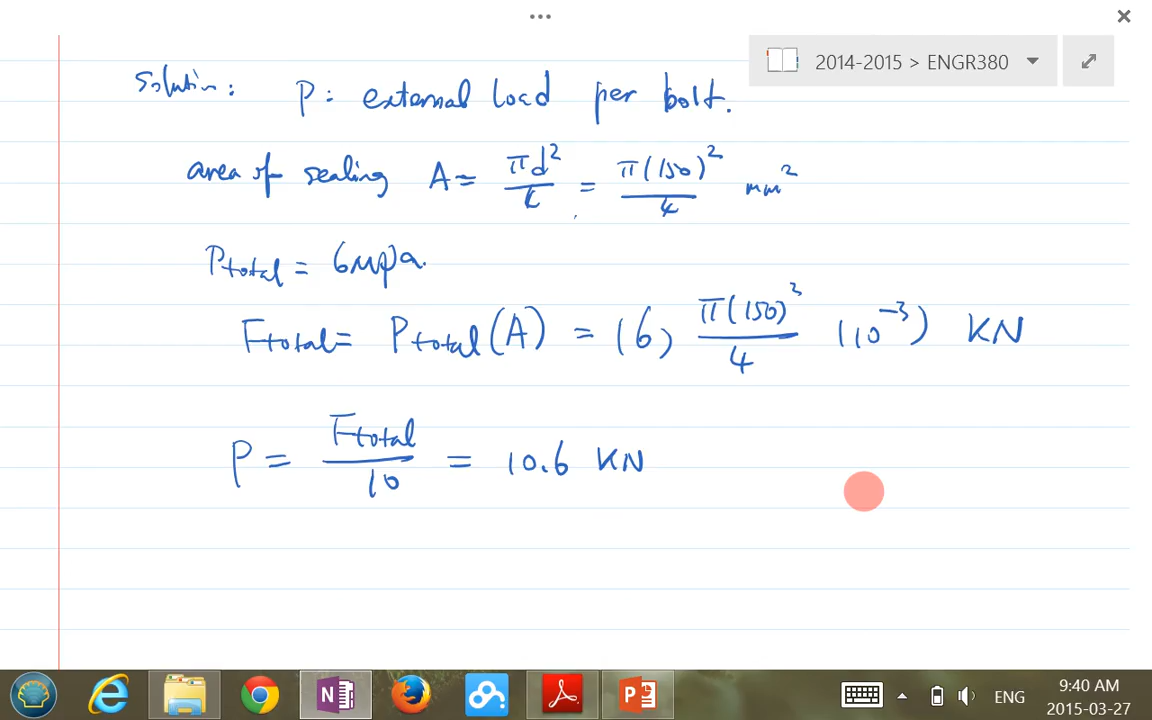 2014-2015 > ENGR380
Solution: P: external load per bolt.
area of sealing A = πd²/4 = π(150)²/4 mm²
Ptotal = 6Mpa.
Ftotal = Ptotal(A) = (6) π(150)²/4 (10⁻³) KN
P = Ftotal/10 = 10.6 KN
ENG
9:40 AM
2015-03-27